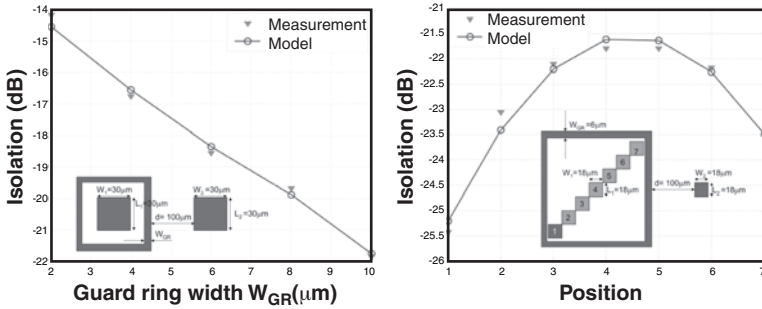 -14
-15
-16
-17
-18
-19
-20
-21
-22
Isolation (dB)
2
3
4
5
6
7
8
9
10
Guard ring width W_GR(μm)
Measurement
Model
W₁=30μm
L₁=30μm
W₂=30μm
L₂=30μm
d= 100μm
W_GR
-21
-21.5
-22
-22.5
-23
-23.5
-24
-24.5
-25
-25.5
-26
Isolation (dB)
1
2
3
4
5
6
7
Position
Measurement
Model
W_GR=6μm
W₁=18μm
L₁=18μm
1
2
3
4
5
6
7
d= 100μm
W₂=18μm
L₂=18μm